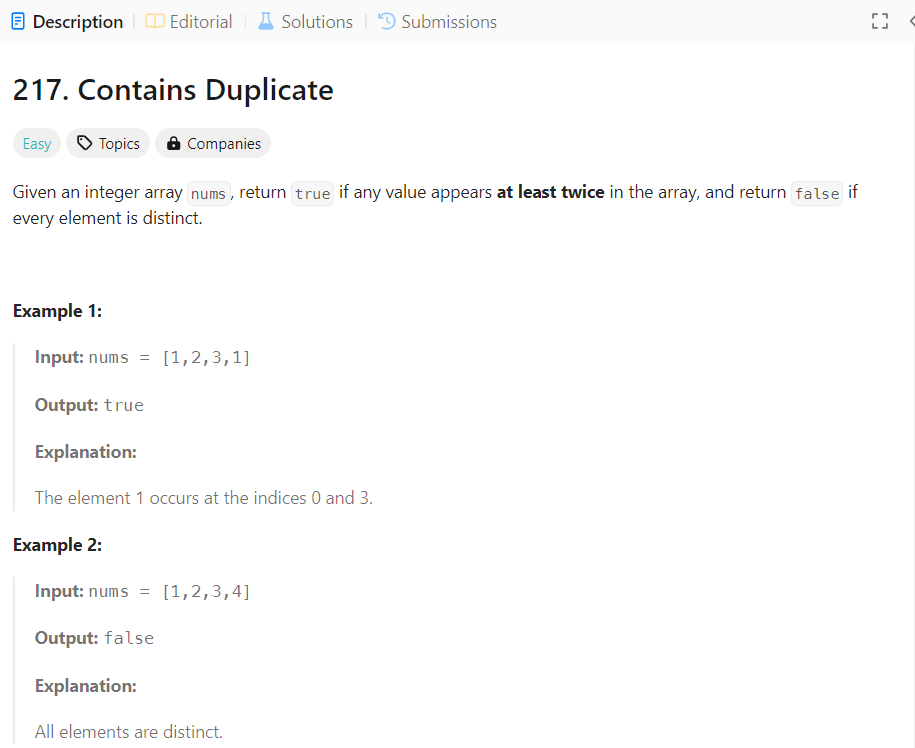 Description Editorial Solutions Submissions
217. Contains Duplicate
Easy Topics Companies
Given an integer array nums, return true if any value appears at least twice in the array, and return false if
every element is distinct.
Example 1:
Input: nums = [1,2,3,1]
Output: true
Explanation:
The element 1 occurs at the indices 0 and 3.
Example 2:
Input: nums = [1,2,3,4]
Output: false
Explanation:
All elements are distinct.